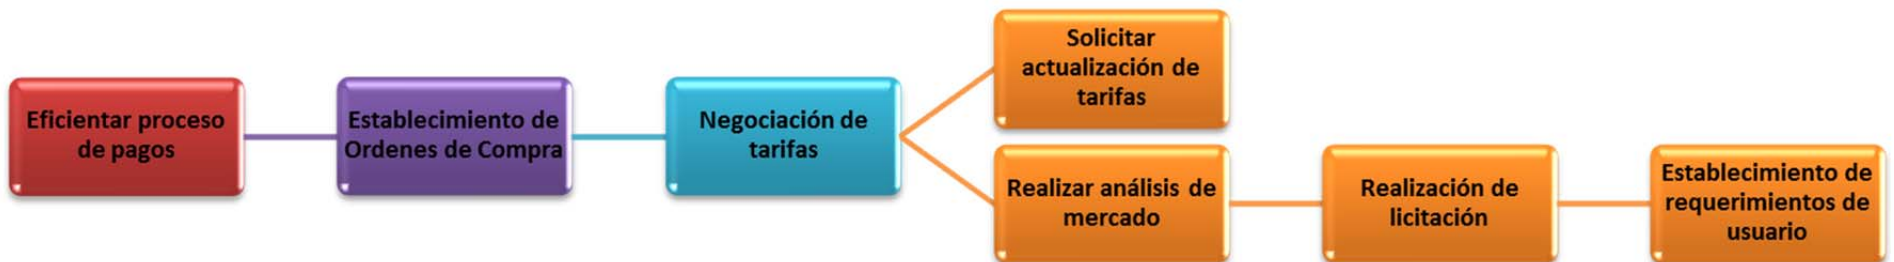 Eficientar proceso
de pagos
Establecimiento de
Ordenes de Compra
Negociación de
tarifas
Solicitar
actualización de
tarifas
Realizar análisis de
mercado
Realización de
licitación
Establecimiento de
requerimientos de
usuario